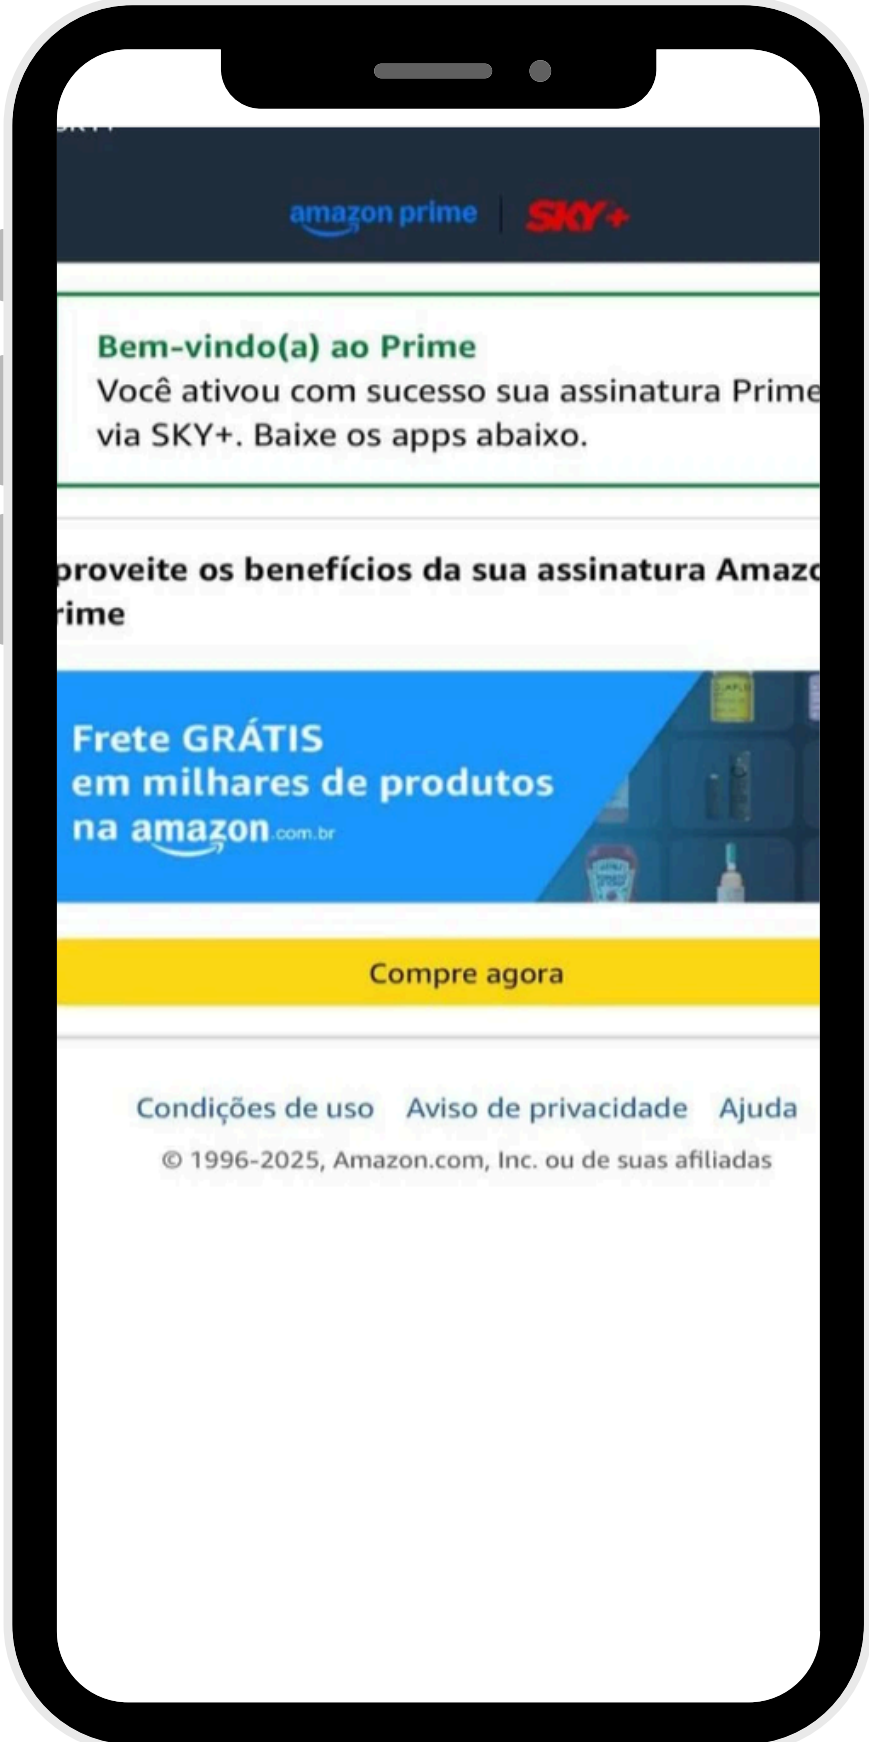 amazon prime | SKY+
Bem-vindo(a) ao Prime
Você ativou com sucesso sua assinatura Prime
via SKY+. Baixe os apps abaixo.
proveite os benefícios da sua assinatura Amazo
rime
Frete GRÁTIS
em milhares de produtos
na amazon.com.br
Compre agora
Condições de uso Aviso de privacidade Ajuda
© 1996-2025, Amazon.com, Inc. ou de suas afiliadas